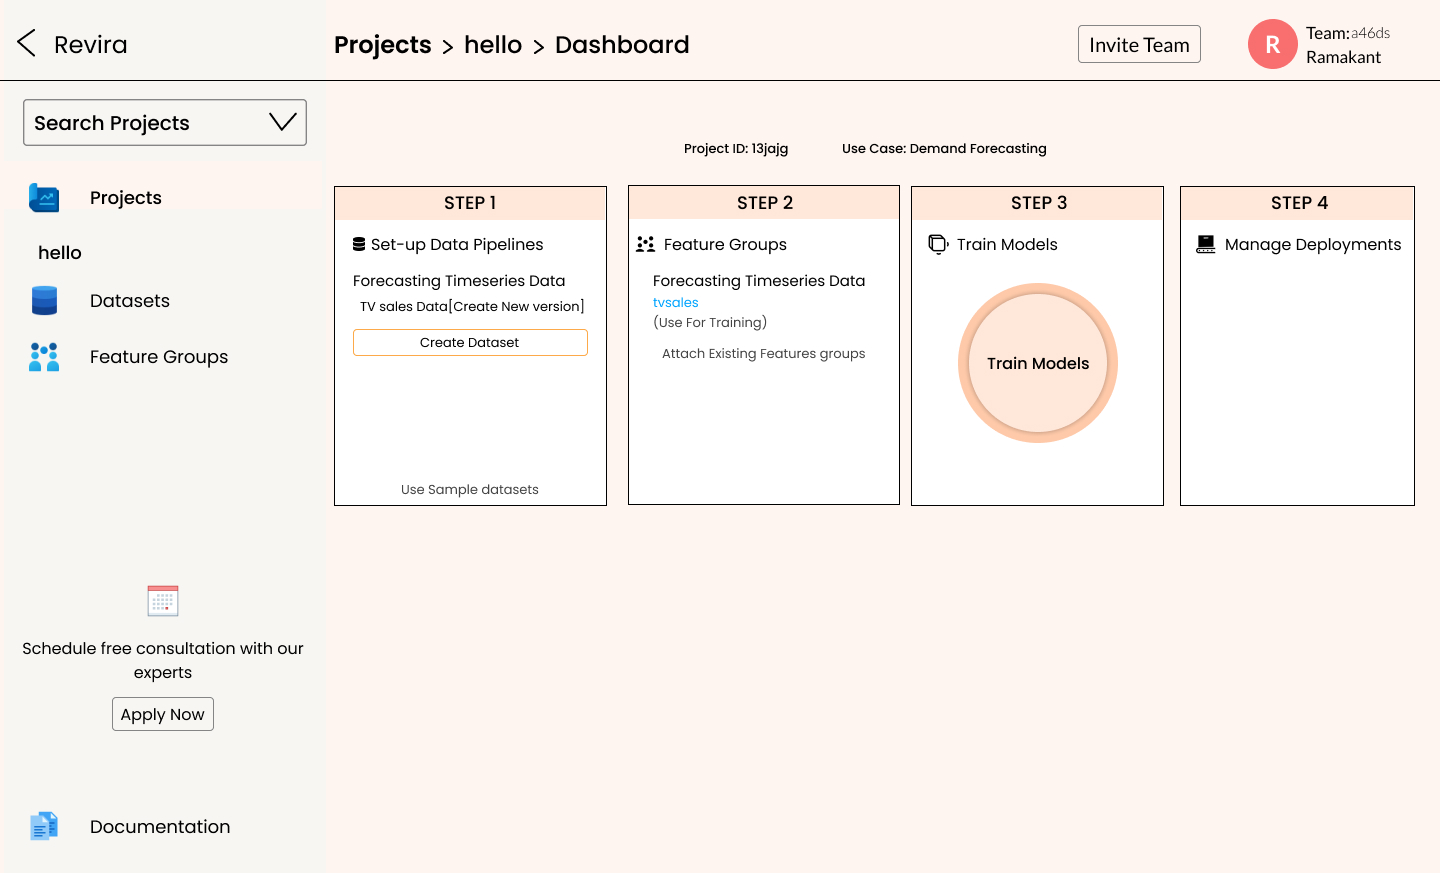 Revira
Projects > hello > Dashboard
Invite Team
R
Team:a46ds
Ramakant
Search Projects
Projects
hello
Datasets
Feature Groups
Schedule free consultation with our
experts
Apply Now
Documentation
Project ID: 13jajg
Use Case: Demand Forecasting
STEP 1
Set-up Data Pipelines
Forecasting Timeseries Data
TV sales Data[Create New version]
Create Dataset
Use Sample datasets
STEP 2
Feature Groups
Forecasting Timeseries Data
tvsales
(Use For Training)
Attach Existing Features groups
STEP 3
Train Models
Train Models
STEP 4
Manage Deployments